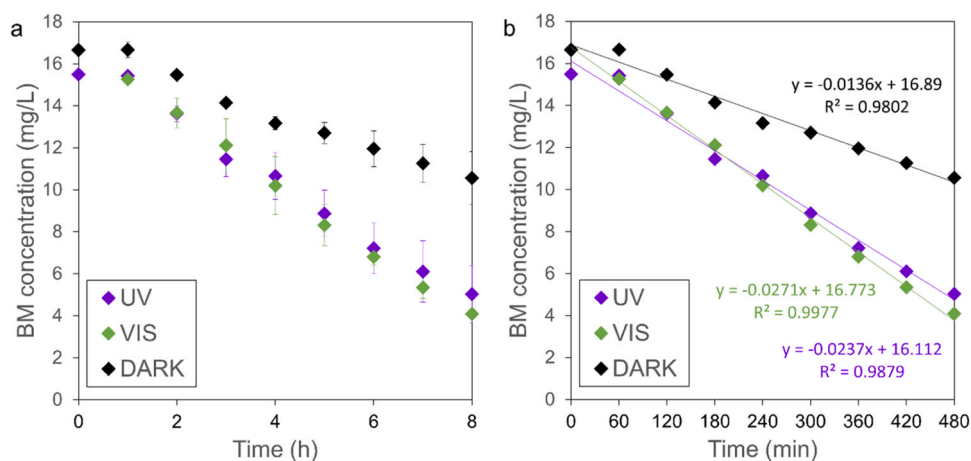 a
18
16
14
12
10
8
6
4
2
0
BM concentration (mg/L)
UV
VIS
DARK
0 2 4 6 8
Time (h)
b
18
16
14
12
10
8
6
4
2
0
BM concentration (mg/L)
y = -0.0136x + 16.89
R² = 0.9802
y = -0.0271x + 16.773
R² = 0.9977
y = -0.0237x + 16.112
R² = 0.9879
UV
VIS
DARK
0 60 120 180 240 300 360 420 480
Time (min)